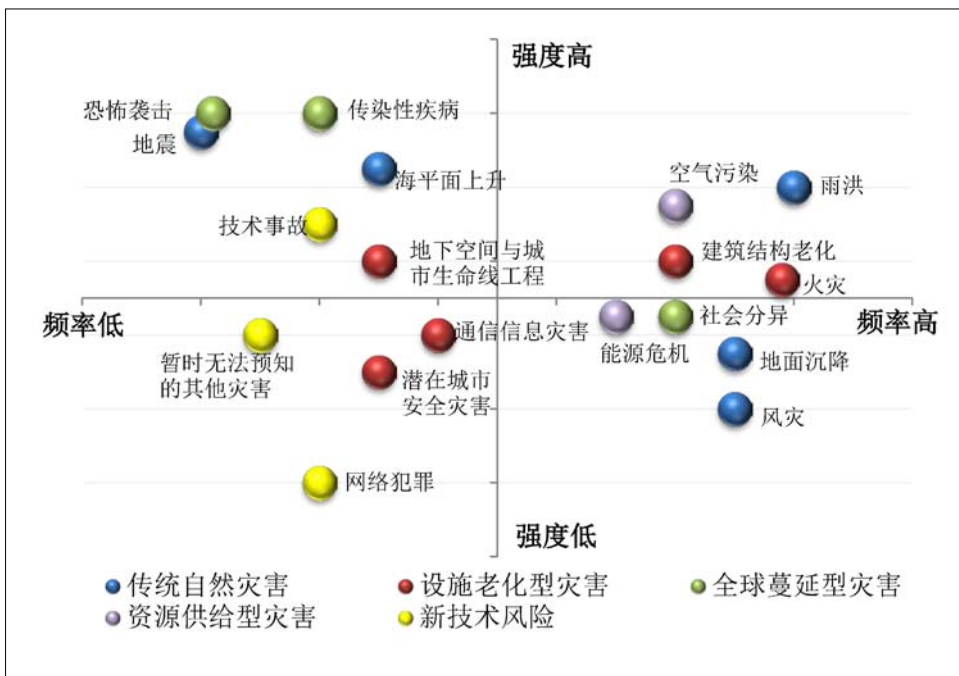 强度高
恐怖袭击
传染性疾病
地震
海平面上升
空气污染
雨洪
技术事故
地下空间与城
市生命线工程
建筑结构老化
火灾
频率低
频率高
通信信息灾害
社会分异
能源危机
地面沉降
暂时无法预知
的其他灾害
潜在城市
安全灾害
风灾
网络犯罪
强度低
传统自然灾害
设施老化型灾害
全球蔓延型灾害
资源供给型灾害
新技术风险